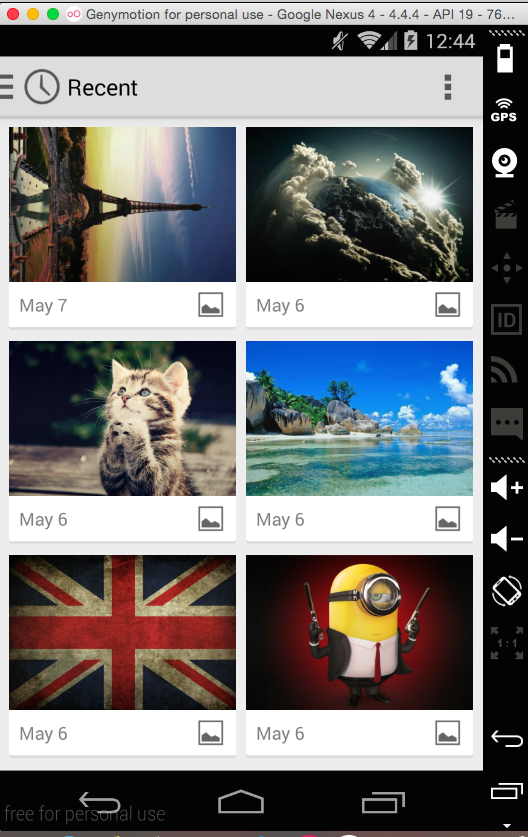 Genymotion for personal use - Google Nexus 4 - 4.4.4 - API 19 - 76...
12:44
Recent
GPS
May 7
May 6
ID
May 6
May 6
May 6
May 6
1:1
free for personal use